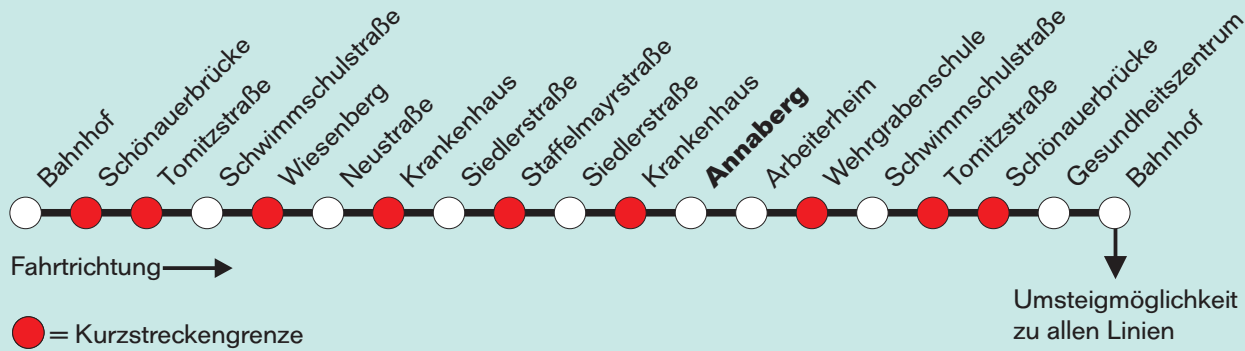 Bahnhof
Schönauerbrücke
Tomitzstraße
Schwimmschulstraße
Wiesenberg
Neustraße
Krankenhaus
Siedlerstraße
Staffelmayrstraße
Siedlerstraße
Krankenhaus
Annaberg
Arbeiterheim
Wehrgrabenschule
Schwimmschulstraße
Tomitzstraße
Schönauerbrücke
Gesundheitszentrum
Bahnhof
Fahrtrichtung
= Kurzstreckengrenze
Umsteigmöglichkeit
zu allen Linien